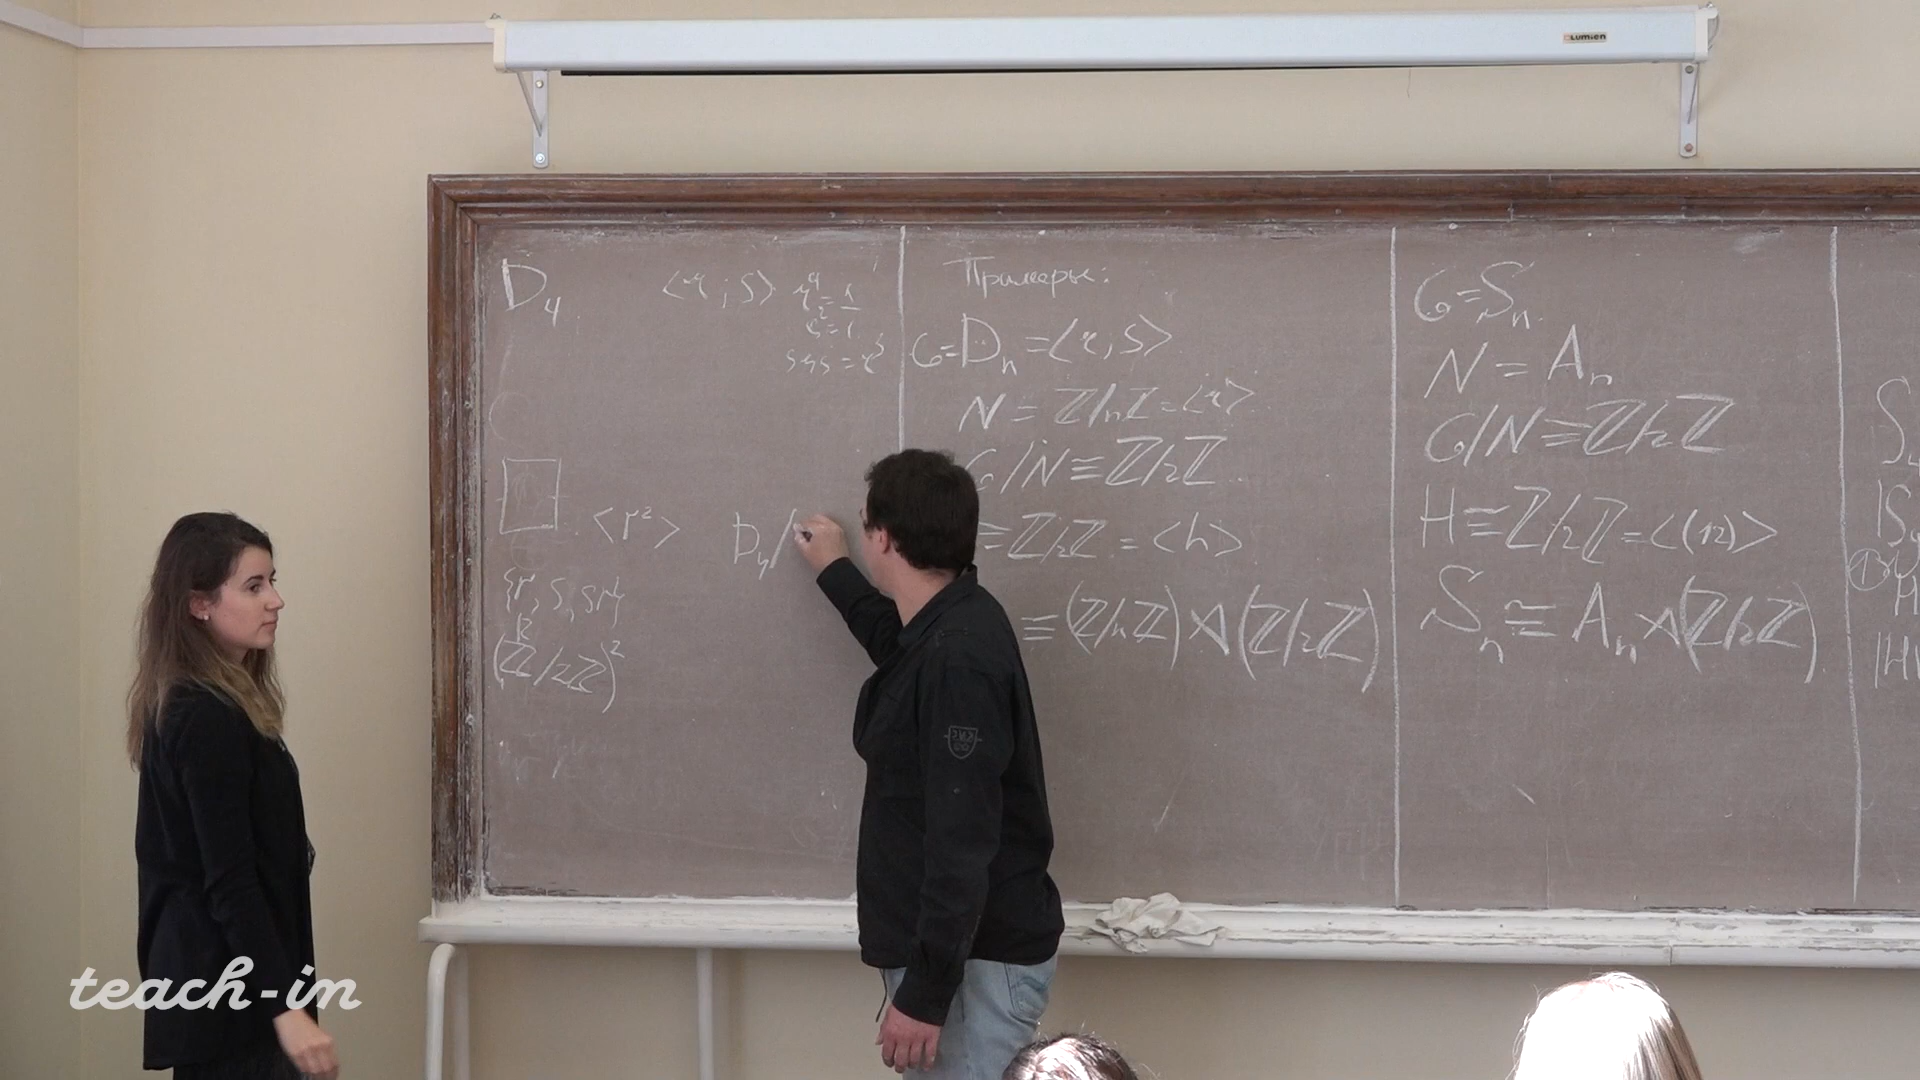 D₄ ⟨r, s⟩ r⁴ = 1
s² = 1
srs = r³
⟨r²⟩ D₄/
{r², s, sr²}
(ℤ/2ℤ)²
Примеры:
G = Dₙ = ⟨r, s⟩
N = ℤ/nℤ = ⟨r⟩
G/N ≅ ℤ/2ℤ
≅ ℤ/2ℤ = ⟨h⟩
≅ (ℤ/nℤ) ⋋ (ℤ/2ℤ)
G = Sₙ
N = Aₙ
G/N ≅ ℤ/2ℤ
H ≅ ℤ/2ℤ = ⟨(12)⟩
Sₙ ≅ Aₙ ⋋ (ℤ/2ℤ)
Lumien
teach-in